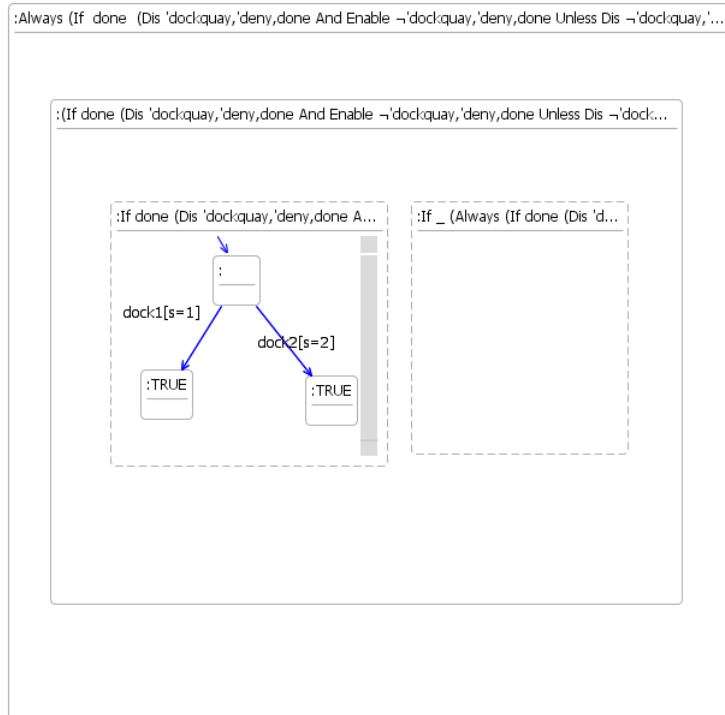 :Always (If  done  (Dis 'dockquay,'deny,done And Enable ¬'dockquay,'deny,done Unless Dis ¬'dockquay,'...
:(If done (Dis 'dockquay,'deny,done And Enable ¬'dockquay,'deny,done Unless Dis ¬'dock...
:If done (Dis 'dockquay,'deny,done A...
:If _ (Always (If done (Dis 'd...
:
dock1[s=1]
dock2[s=2]
:TRUE
:TRUE